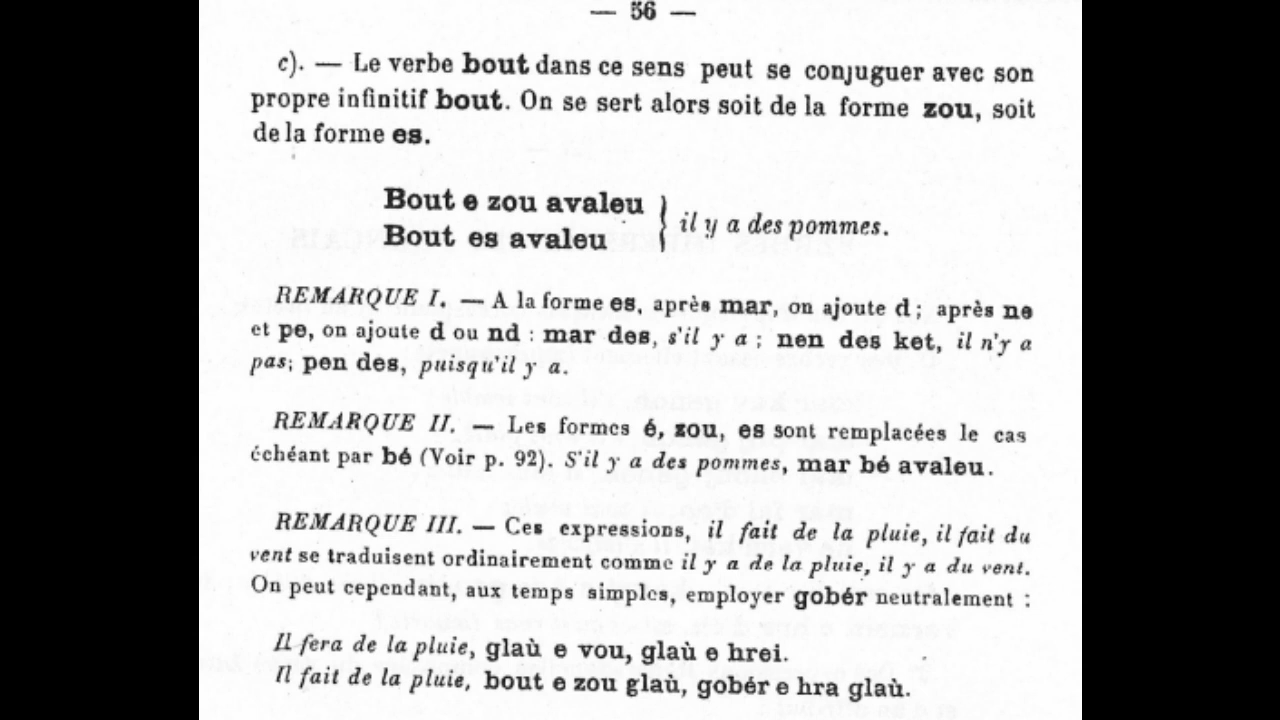 — 56 —
c). — Le verbe bout dans ce sens peut se conjuguer avec son
propre infinitif bout. On se sert alors soit de la forme zou, soit
de la forme es.
Bout e zou avaleu
Bout es avaleu } il y a des pommes.
REMARQUE I. — A la forme es, après mar, on ajoute d ; après ne
et pe, on ajoute d ou nd : mar des, s'il y a ; nen des ket, il n'y a
pas; pen des, puisqu'il y a.
REMARQUE II. — Les formes é, zou, es sont remplacées le cas
échéant par bé (Voir p. 92). S'il y a des pommes, mar bé avaleu.
REMARQUE III. — Ces expressions, il fait de la pluie, il fait du
vent se traduisent ordinairement comme il y a de la pluie, il y a du vent.
On peut cependant, aux temps simples, employer gobér neutralement :
Il fera de la pluie, glaù e vou, glaù e hrei.
Il fait de la pluie, bout e zou glaù, gobér e hra glaù.